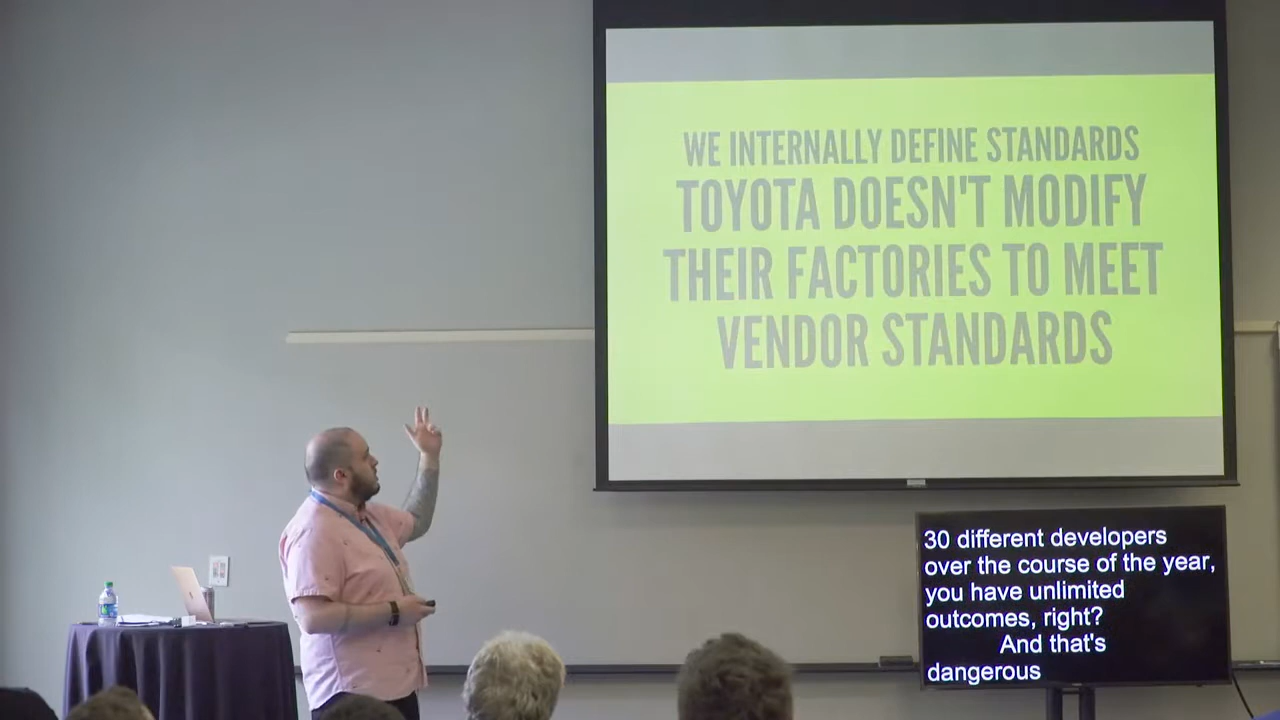 WE INTERNALLY DEFINE STANDARDS
TOYOTA DOESN'T MODIFY
THEIR FACTORIES TO MEET
VENDOR STANDARDS
30 different developers
over the course of the year,
you have unlimited
outcomes, right?
And that's
dangerous